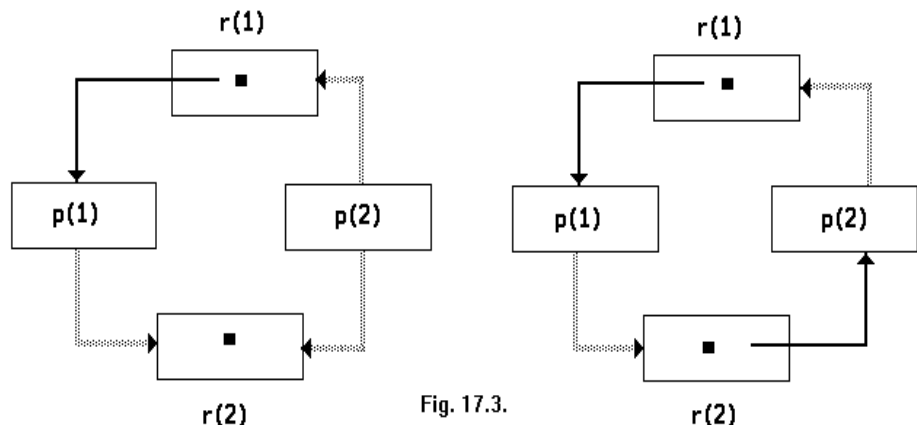 r(1)
p(1)
p(2)
r(2)
r(1)
p(1)
p(2)
r(2)
Fig. 17.3.